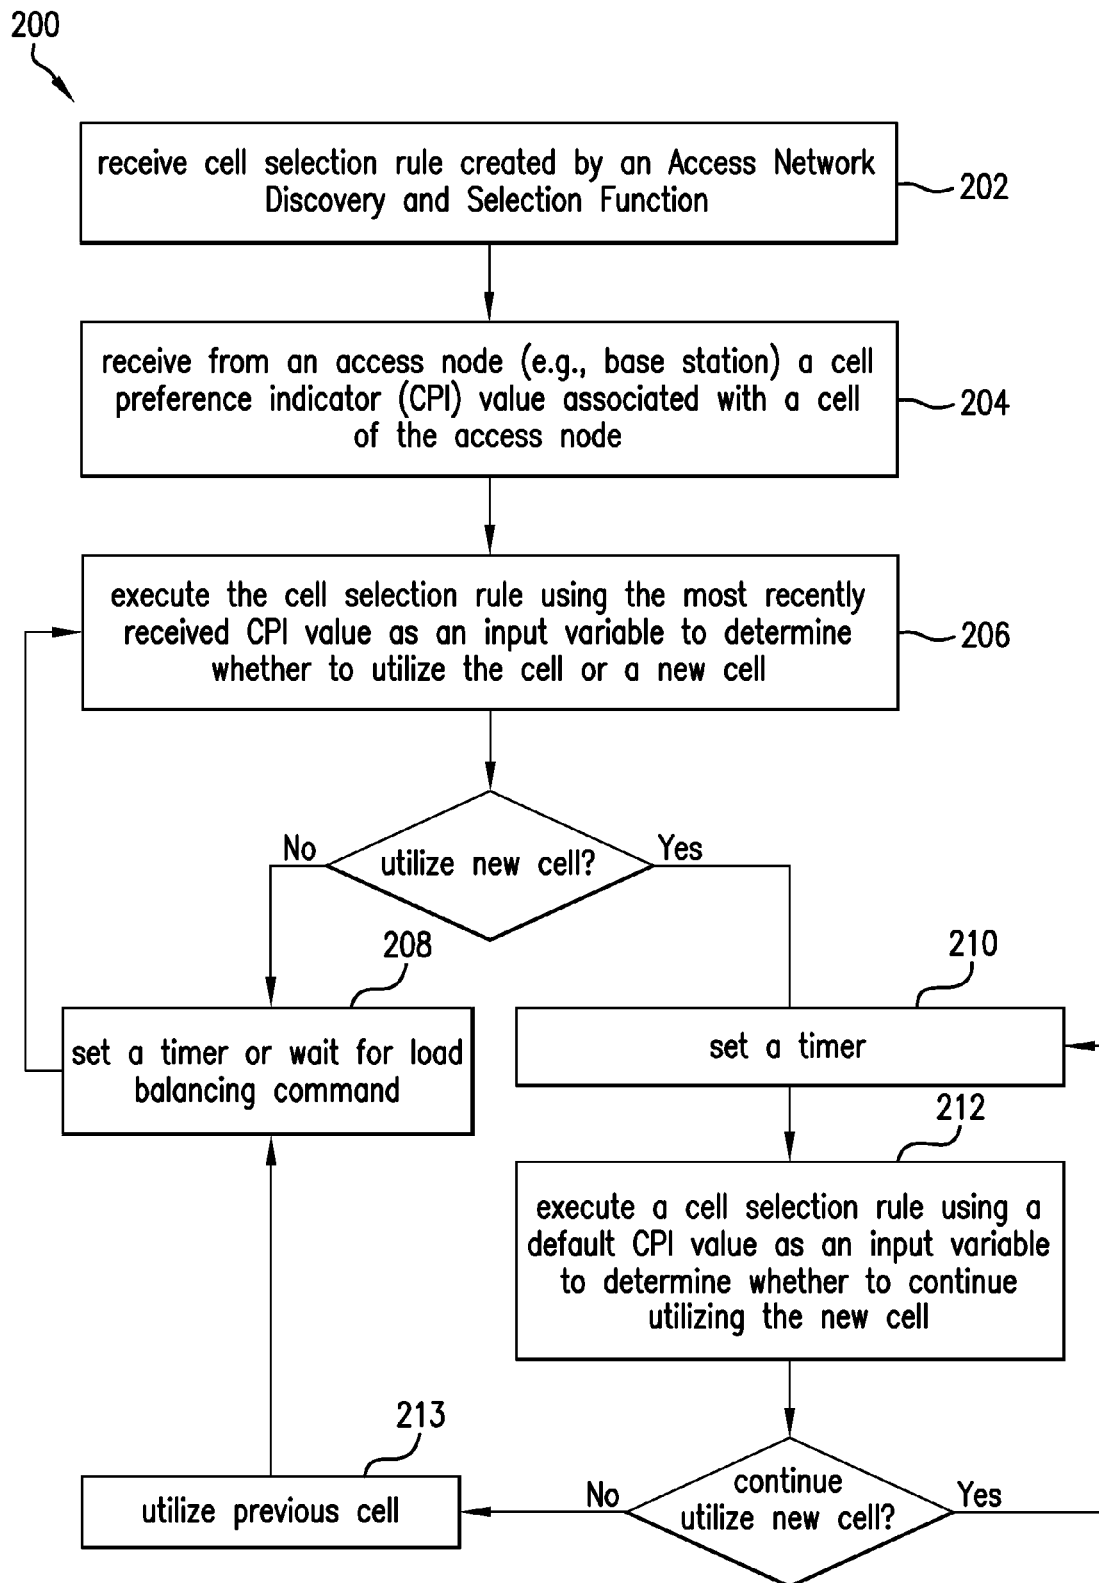 200
receive cell selection rule created by an Access Network
Discovery and Selection Function
202
receive from an access node (e.g., base station) a cell
preference indicator (CPI) value associated with a cell
of the access node
204
execute the cell selection rule using the most recently
received CPI value as an input variable to determine
whether to utilize the cell or a new cell
206
No
utilize new cell?
Yes
208
210
set a timer or wait for load
balancing command
set a timer
212
execute a cell selection rule using a
default CPI value as an input variable
to determine whether to continue
utilizing the new cell
213
utilize previous cell
No
continue
utilize new cell?
Yes